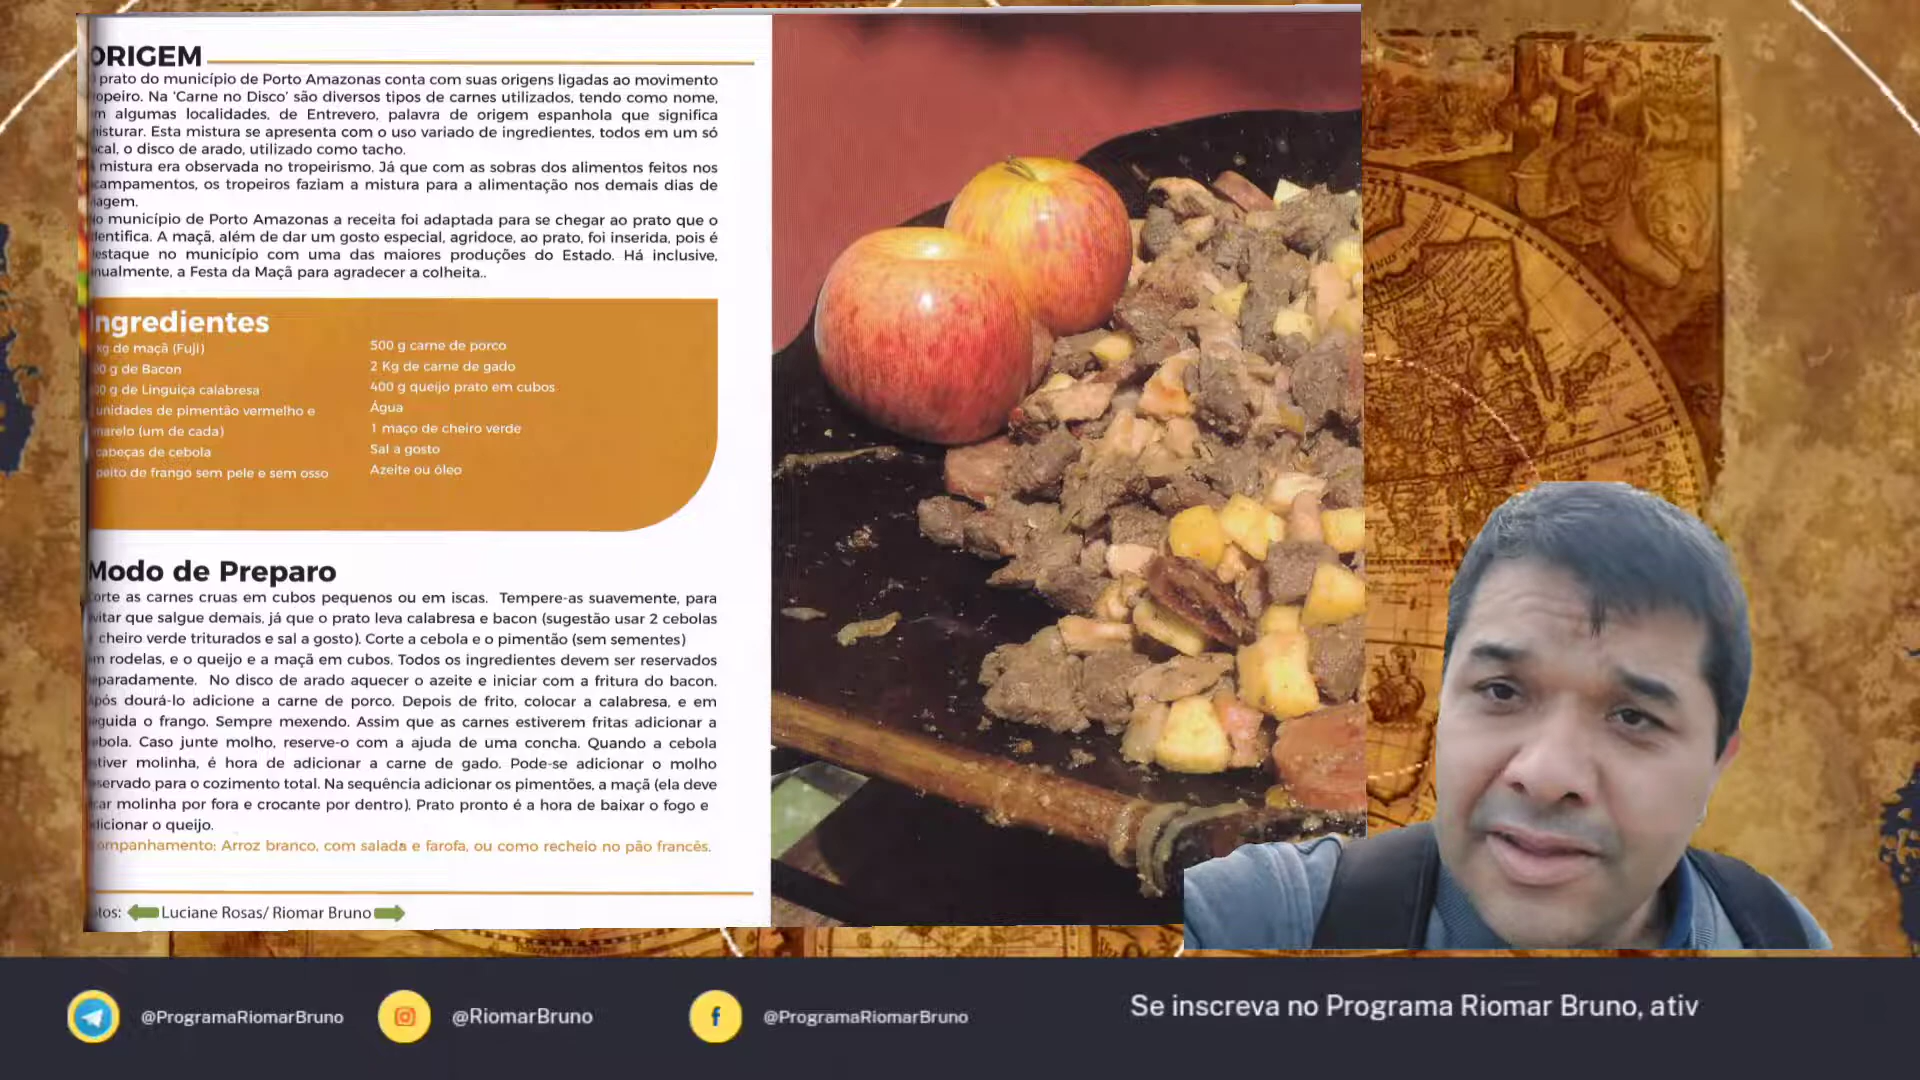 ORIGEM
prato do município de Porto Amazonas conta com suas origens ligadas ao movimento
opeiro. Na 'Carne no Disco' são diversos tipos de carnes utilizados, tendo como nome,
m algumas localidades, de Entrevero, palavra de origem espanhola que significa
isturar. Esta mistura se apresenta com o uso variado de ingredientes, todos em um só
cal, o disco de arado, utilizado como tacho.
mistura era observada no tropeirismo. Já que com as sobras dos alimentos feitos nos
campamentos, os tropeiros faziam a mistura para a alimentação nos demais dias de
iagem.
o município de Porto Amazonas a receita foi adaptada para se chegar ao prato que o
dentifica. A maçã, além de dar um gosto especial, agridoce, ao prato, foi inserida, pois é
estaque no município com uma das maiores produções do Estado. Há inclusive,
nualmente, a Festa da Maçã para agradecer a colheita..
Ingredientes
kg de maçã (Fuji)
00 g de Bacon
00 g de Linguiça calabresa
unidades de pimentão vermelho e
marelo (um de cada)
cabeças de cebola
peito de frango sem pele e sem osso
500 g carne de porco
2 Kg de carne de gado
400 g queijo prato em cubos
Água
1 maço de cheiro verde
Sal a gosto
Azeite ou óleo
Modo de Preparo
orte as carnes cruas em cubos pequenos ou em iscas. Tempere-as suavemente, para
vitar que salgue demais, já que o prato leva calabresa e bacon (sugestão usar 2 cebolas
cheiro verde triturados e sal a gosto). Corte a cebola e o pimentão (sem sementes)
m rodelas, e o queijo e a maçã em cubos. Todos os ingredientes devem ser reservados
eparadamente. No disco de arado aquecer o azeite e iniciar com a fritura do bacon.
Após dourá-lo adicione a carne de porco. Depois de frito, colocar a calabresa, e em
eguida o frango. Sempre mexendo. Assim que as carnes estiverem fritas adicionar a
ebola. Caso junte molho, reserve-o com a ajuda de uma concha. Quando a cebola
stiver molinha, é hora de adicionar a carne de gado. Pode-se adicionar o molho
eservado para o cozimento total. Na sequência adicionar os pimentões, a maçã (ela deve
car molinha por fora e crocante por dentro). Prato pronto é a hora de baixar o fogo e
dicionar o queijo.
companhamento: Arroz branco, com salada e farofa, ou como recheio no pão francês.
otos: Luciane Rosas/ Riomar Bruno
@ProgramaRiomarBruno
@RiomarBruno
@ProgramaRiomarBruno
Se inscreva no Programa Riomar Bruno, ativ